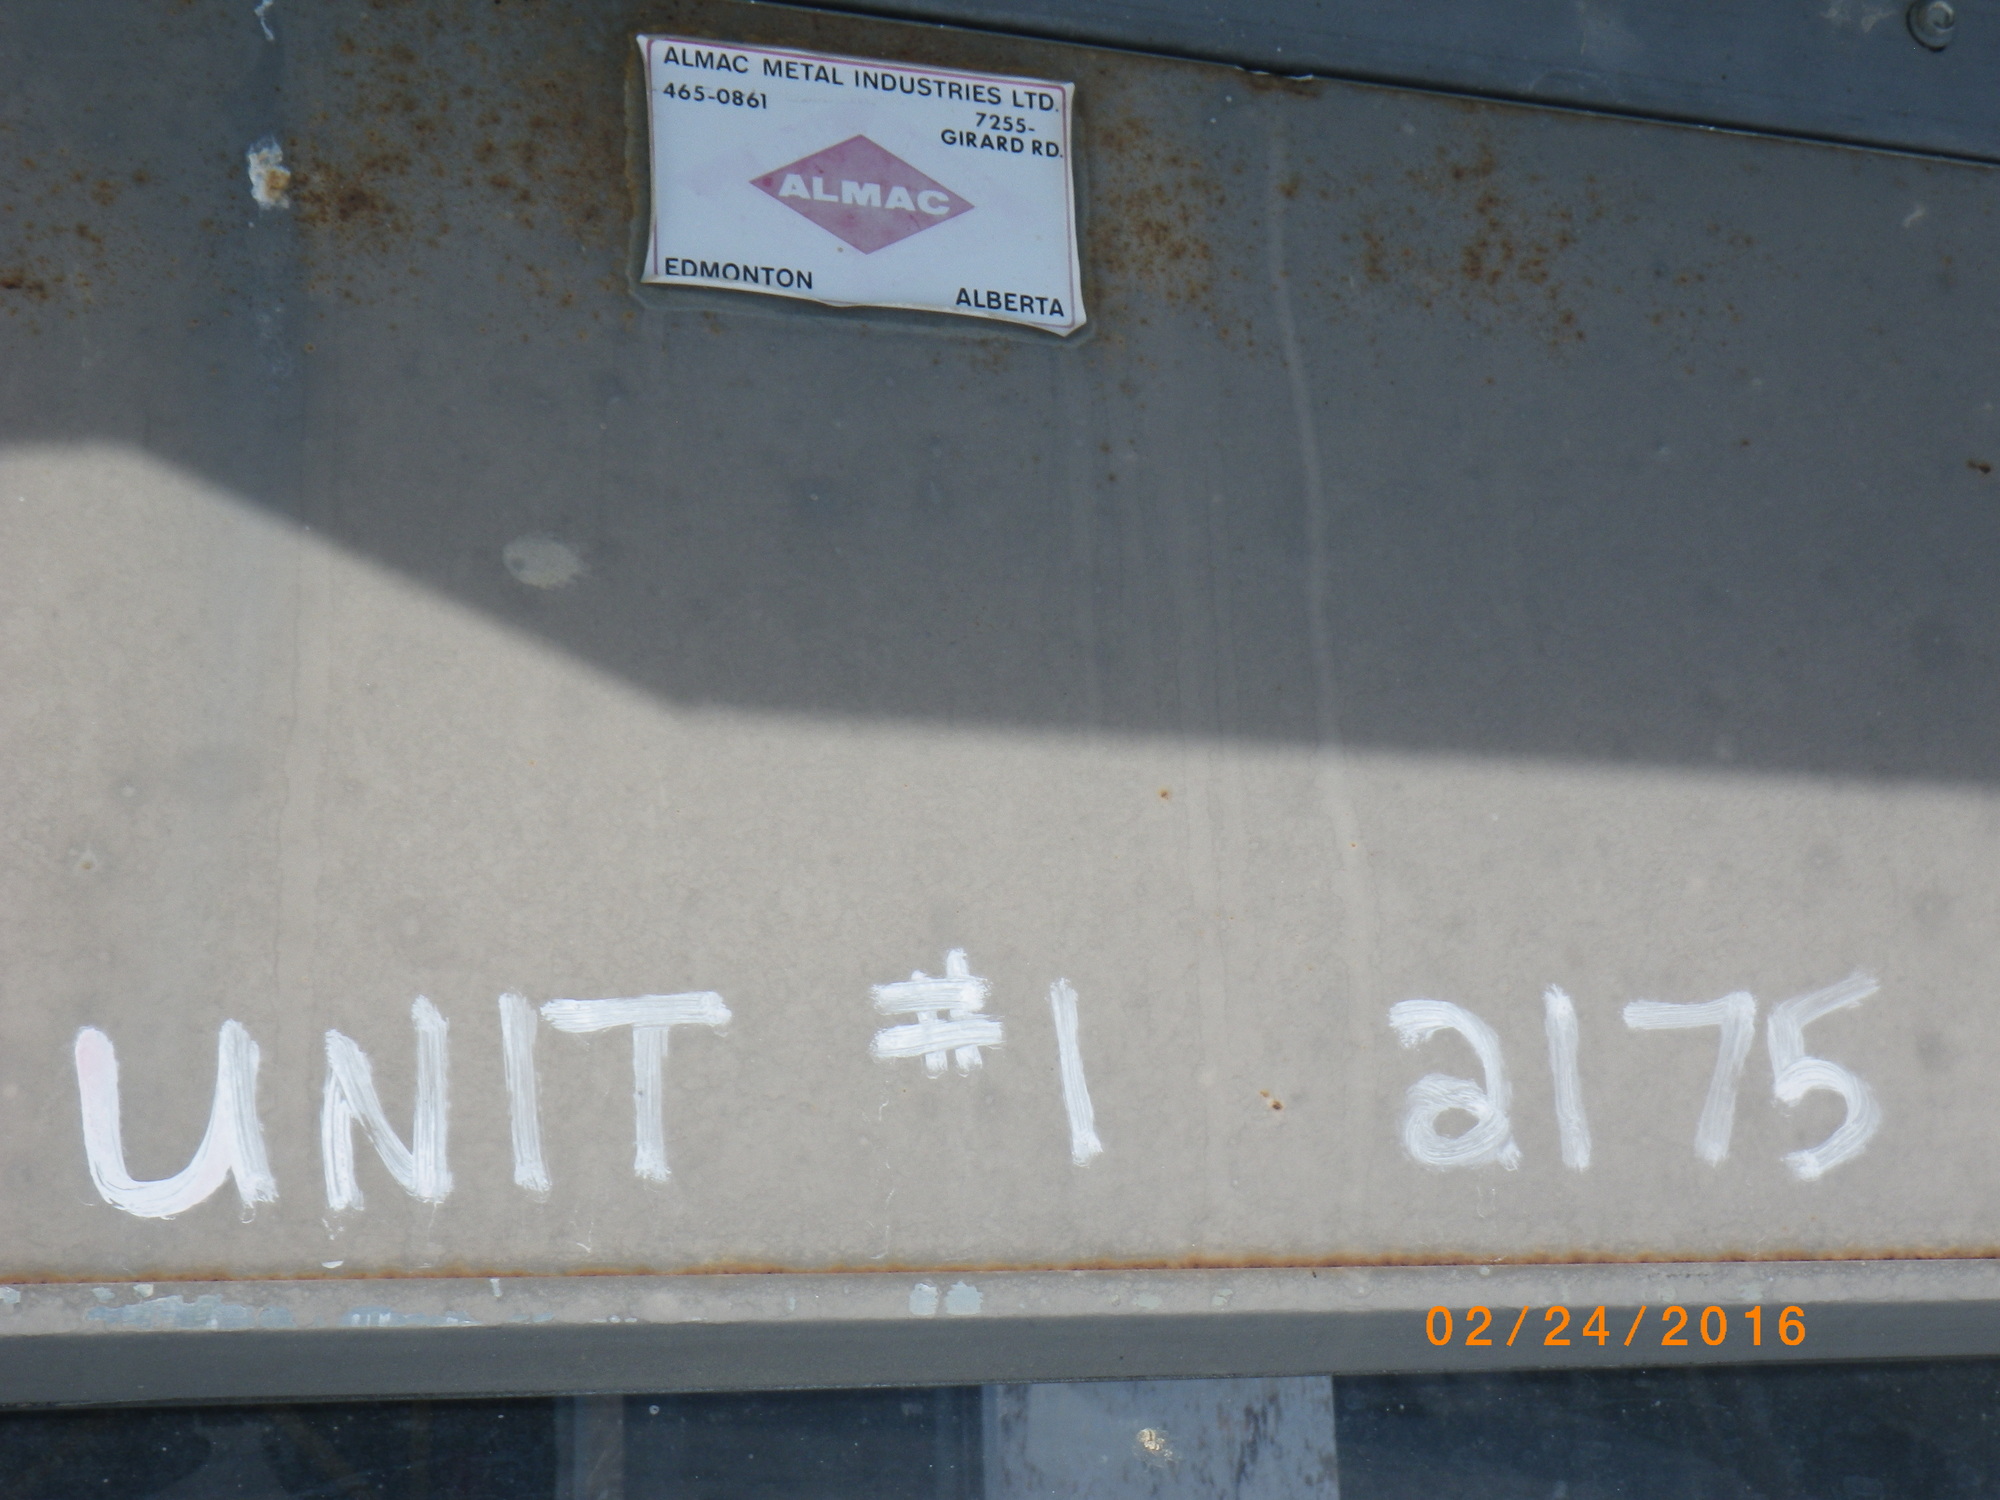 ALMAC METAL INDUSTRIES LTD.
465-0861
7255-
GIRARD RD.
ALMAC
EDMONTON
ALBERTA
UNIT #1 2175
02/24/2016